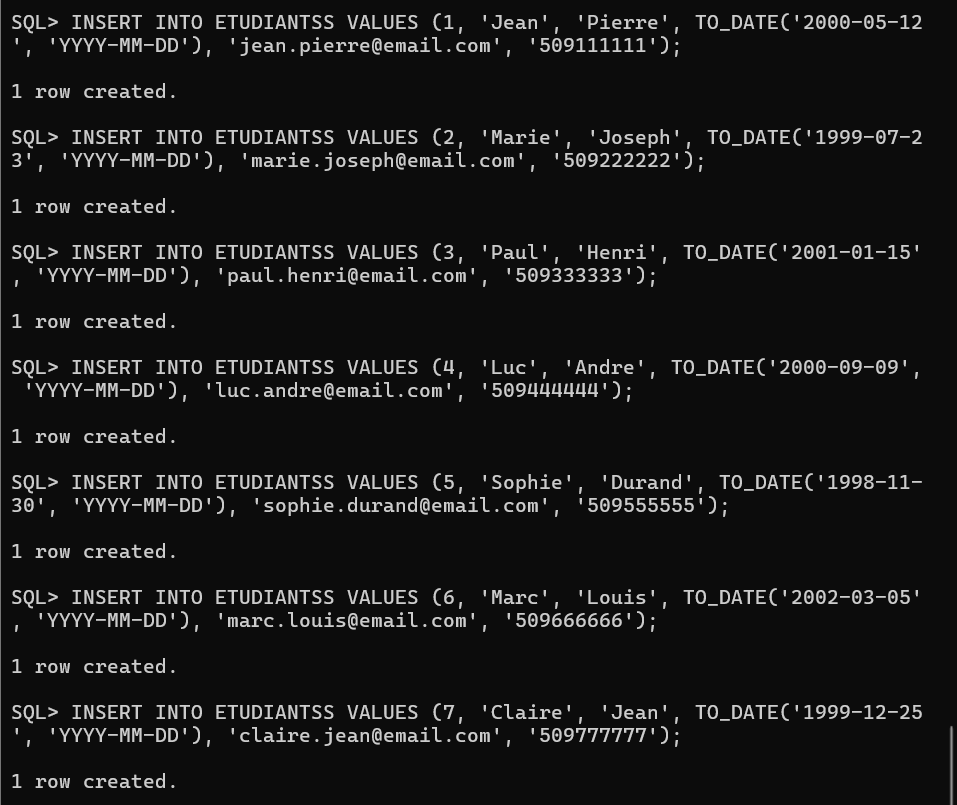 SQL> INSERT INTO ETUDIANTSS VALUES (1, 'Jean', 'Pierre', TO_DATE('2000-05-12
', 'YYYY-MM-DD'), 'jean.pierre@email.com', '509111111');
1 row created.
SQL> INSERT INTO ETUDIANTSS VALUES (2, 'Marie', 'Joseph', TO_DATE('1999-07-2
3', 'YYYY-MM-DD'), 'marie.joseph@email.com', '509222222');
1 row created.
SQL> INSERT INTO ETUDIANTSS VALUES (3, 'Paul', 'Henri', TO_DATE('2001-01-15'
, 'YYYY-MM-DD'), 'paul.henri@email.com', '509333333');
1 row created.
SQL> INSERT INTO ETUDIANTSS VALUES (4, 'Luc', 'Andre', TO_DATE('2000-09-09',
 'YYYY-MM-DD'), 'luc.andre@email.com', '509444444');
1 row created.
SQL> INSERT INTO ETUDIANTSS VALUES (5, 'Sophie', 'Durand', TO_DATE('1998-11-
30', 'YYYY-MM-DD'), 'sophie.durand@email.com', '509555555');
1 row created.
SQL> INSERT INTO ETUDIANTSS VALUES (6, 'Marc', 'Louis', TO_DATE('2002-03-05'
, 'YYYY-MM-DD'), 'marc.louis@email.com', '509666666');
1 row created.
SQL> INSERT INTO ETUDIANTSS VALUES (7, 'Claire', 'Jean', TO_DATE('1999-12-25
', 'YYYY-MM-DD'), 'claire.jean@email.com', '509777777');
1 row created.